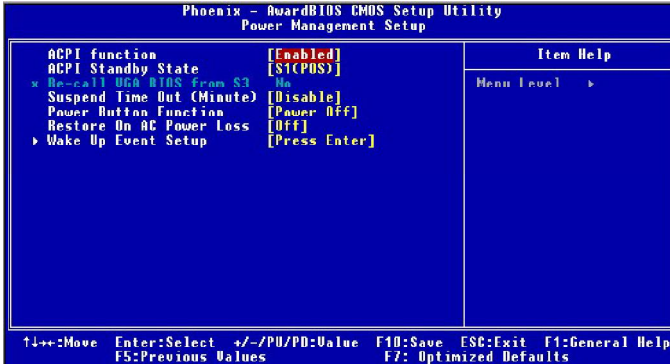 Phoenix - AwardBIOS CMOS Setup Utility
Power Management Setup
ACPI function [Enabled]
ACPI Standby State [S1(POS)]
x Re-call VGA BIOS from S3 No
Suspend Time Out (Minute) [Disable]
Power Button Function [Power Off]
Restore On AC Power Loss [Off]
▸ Wake Up Event Setup [Press Enter]
Item Help
Menu Level ▸
↑↓→←:Move Enter:Select +/-/PU/PD:Value F10:Save ESC:Exit F1:General Help
F5:Previous Values F7: Optimized Defaults